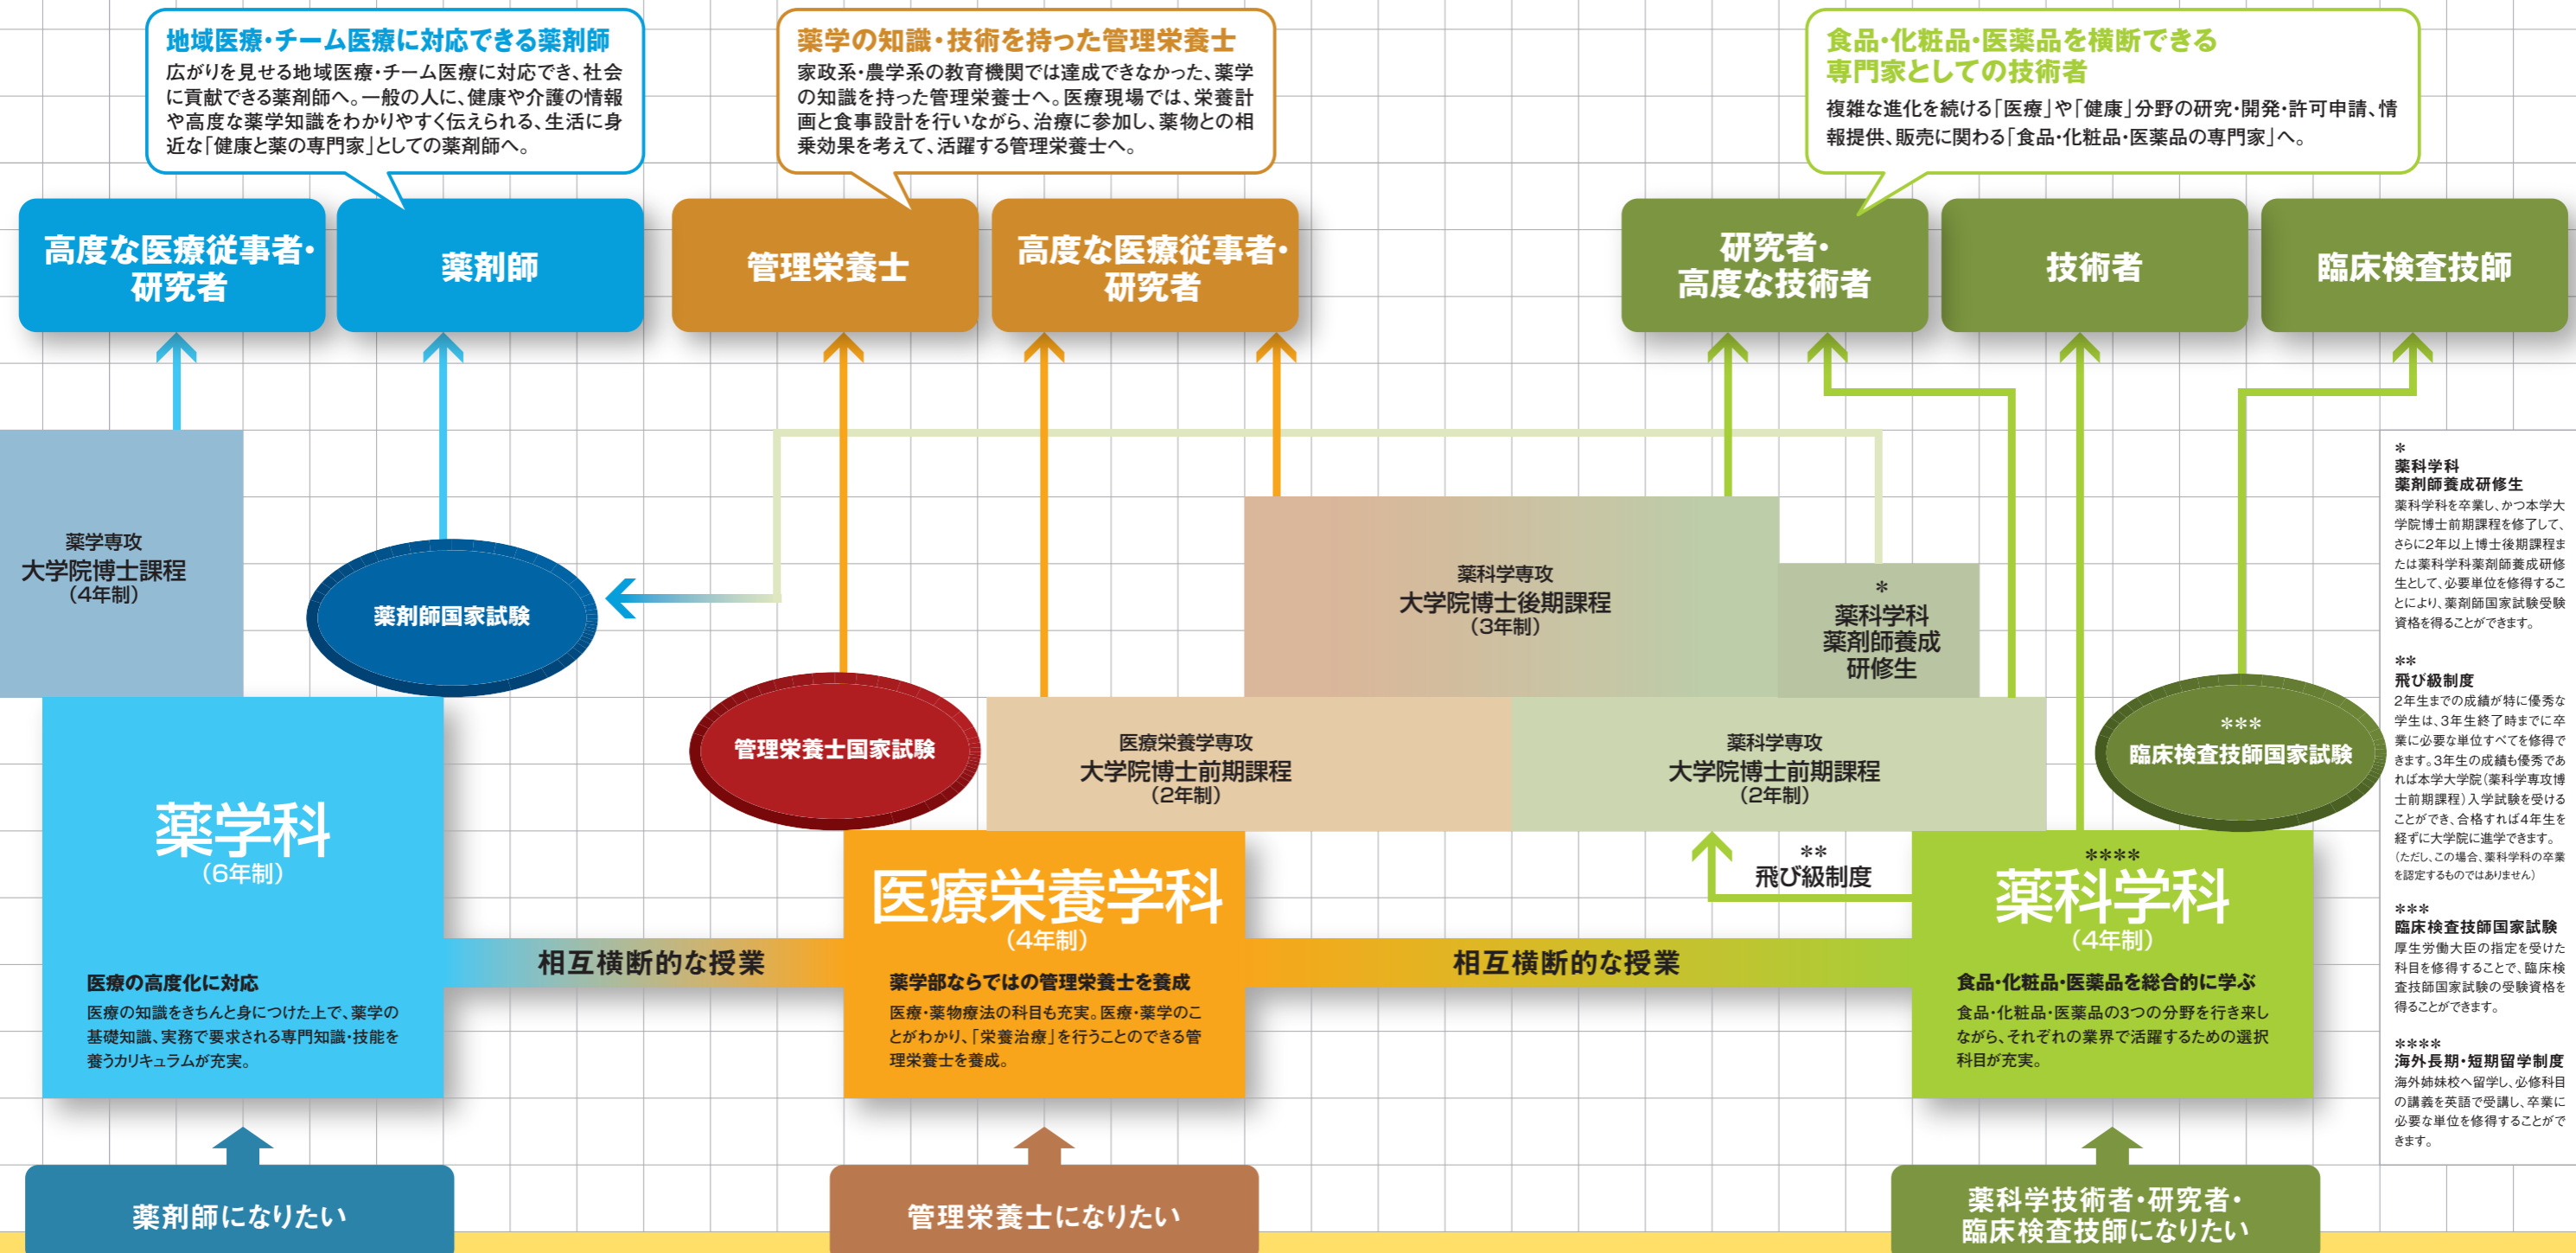 地域医療・チーム医療に対応できる薬剤師
広がりを見せる地域医療・チーム医療に対応でき、社会
に貢献できる薬剤師へ。一般の人に、健康や介護の情報
や高度な薬学知識をわかりやすく伝えられる、生活に身
近な「健康と薬の専門家」としての薬剤師へ。
薬学の知識・技術を持った管理栄養士
家政系・農学系の教育機関では達成できなかった、薬学
の知識を持った管理栄養士へ。医療現場では、栄養計
画と食事設計を行いながら、治療に参加し、薬物との相
乗効果を考えて、活躍する管理栄養士へ。
食品・化粧品・医薬品を横断できる
専門家としての技術者
複雑な進化を続ける「医療」や「健康」分野の研究・開発・許可申請、情
報提供、販売に関わる「食品・化粧品・医薬品の専門家」へ。
高度な医療従事者・
研究者
薬剤師
管理栄養士
高度な医療従事者・
研究者
研究者・
高度な技術者
技術者
臨床検査技師
薬学専攻
大学院博士課程
(4年制)
薬剤師国家試験
管理栄養士国家試験
薬科学専攻
大学院博士後期課程
(3年制)
*
薬科学科
薬剤師養成
研修生
医療栄養学専攻
大学院博士前期課程
(2年制)
薬科学専攻
大学院博士前期課程
(2年制)
***
臨床検査技師国家試験
**
飛び級制度
薬学科
(6年制)
医療の高度化に対応
医療の知識をきちんと身につけた上で、薬学の
基礎知識、実務で要求される専門知識・技能を
養うカリキュラムが充実。
相互横断的な授業
医療栄養学科
(4年制)
薬学部ならではの管理栄養士を養成
医療・薬物療法の科目も充実。医療・薬学のこ
とがわかり、「栄養治療」を行うことのできる管
理栄養士を養成。
相互横断的な授業
****
薬科学科
(4年制)
食品・化粧品・医薬品を総合的に学ぶ
食品・化粧品・医薬品の3つの分野を行き来し
ながら、それぞれの業界で活躍するための選択
科目が充実。
薬剤師になりたい
管理栄養士になりたい
薬科学技術者・研究者・
臨床検査技師になりたい
*
薬科学科
薬剤師養成研修生
薬科学科を卒業し、かつ本学大
学院博士前期課程を修了して、
さらに2年以上博士後期課程ま
たは薬科学科薬剤師養成研修
生として、必要単位を修得するこ
とにより、薬剤師国家試験受験
資格を得ることができます。
**
飛び級制度
2年生までの成績が特に優秀な
学生は、3年生終了時までに卒
業に必要な単位すべてを修得で
きます。3年生の成績も優秀であ
れば本学大学院(薬科学専攻博
士前期課程)入学試験を受ける
ことができ、合格すれば4年生を
経ずに大学院に進学できます。
(ただし、この場合、薬科学科の卒業
を認定するものではありません)
***
臨床検査技師国家試験
厚生労働大臣の指定を受けた
科目を修得することで、臨床検
査技師国家試験の受験資格を
得ることができます。
****
海外長期・短期留学制度
海外姉妹校へ留学し、必修科目
の講義を英語で受講し、卒業に
必要な単位を修得することがで
きます。